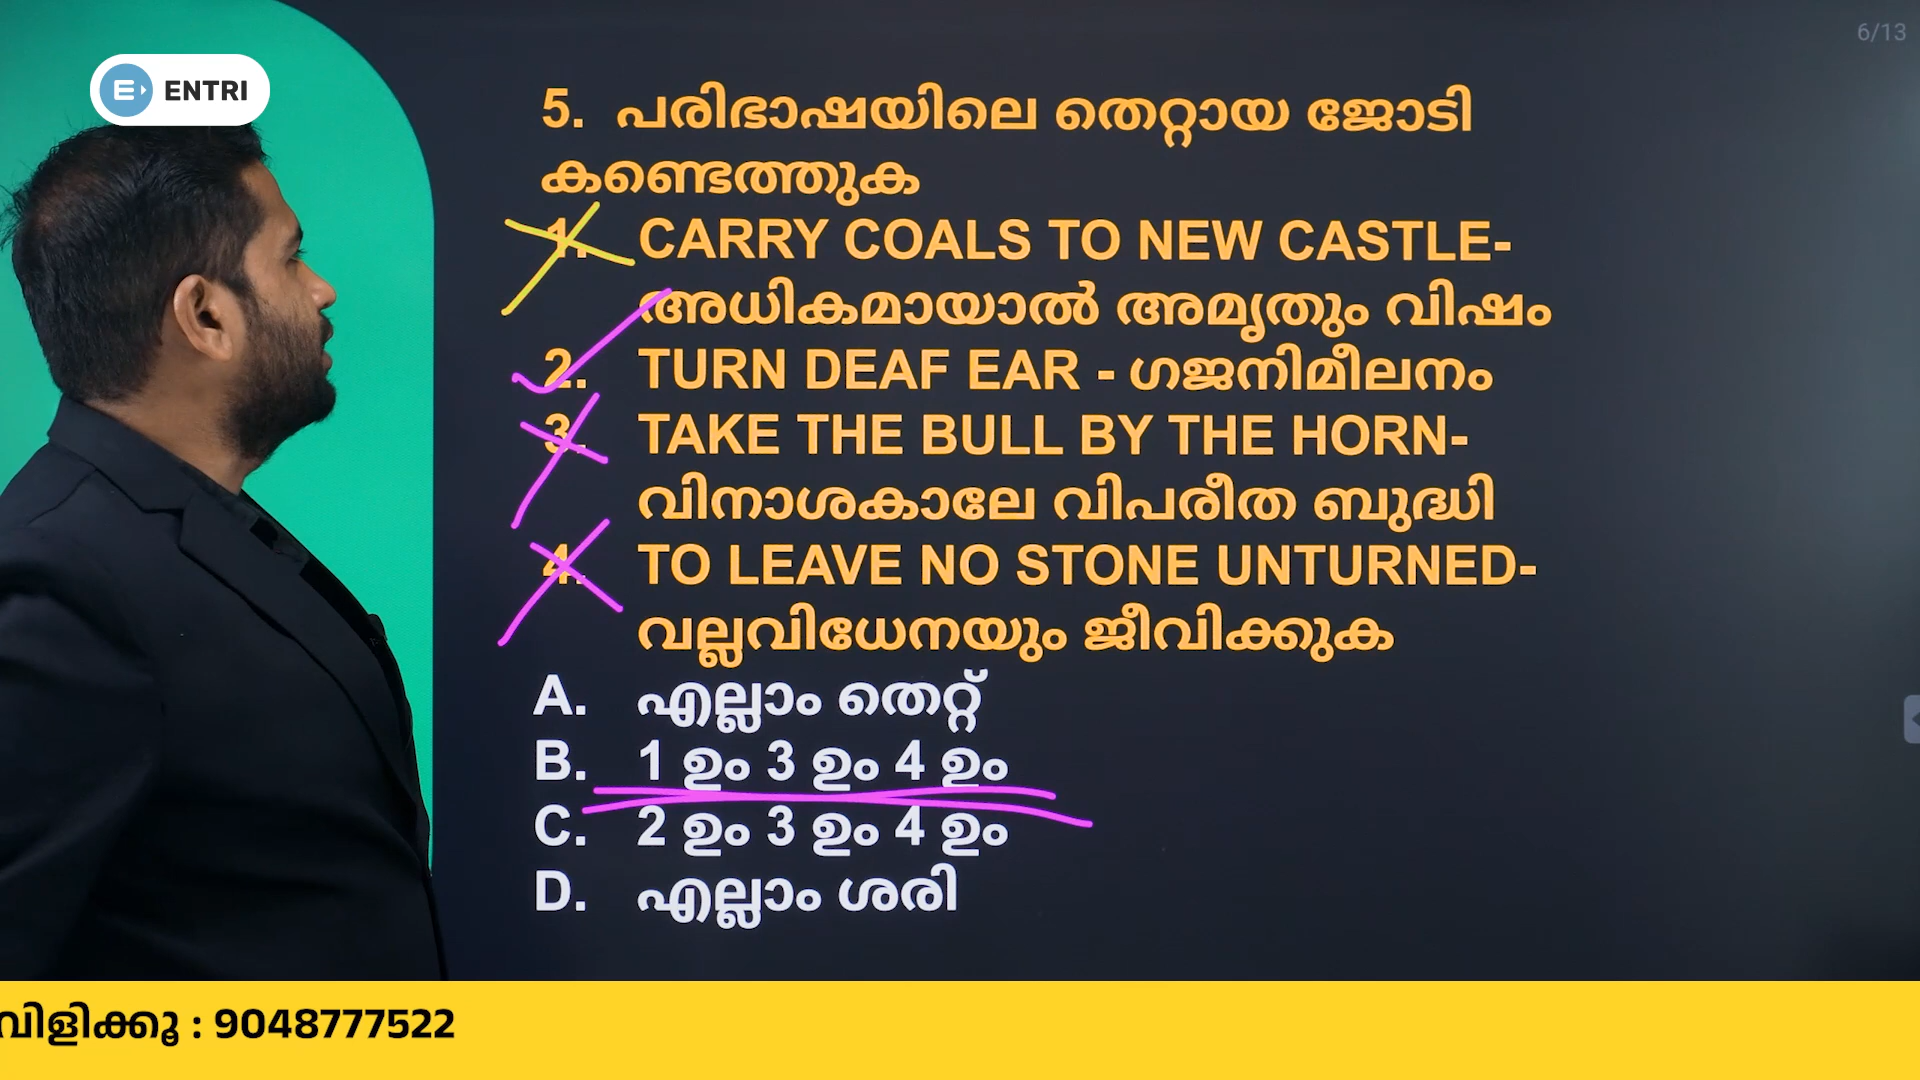 6/13
ENTRI
5. പരിഭാഷയിലെ തെറ്റായ ജോടി
കണ്ടെത്തുക
1. CARRY COALS TO NEW CASTLE-
അധികമായാൽ അമൃതും വിഷം
2. TURN DEAF EAR - ഗജനിമീലനം
3. TAKE THE BULL BY THE HORN-
വിനാശകാലേ വിപരീത ബുദ്ധി
4. TO LEAVE NO STONE UNTURNED-
വല്ലവിധേനയും ജീവിക്കുക
A. എല്ലാം തെറ്റ്
B. 1 ഉം 3 ഉം 4 ഉം
C. 2 ഉം 3 ഉം 4 ഉം
D. എല്ലാം ശരി
വിളിക്കൂ : 9048777522